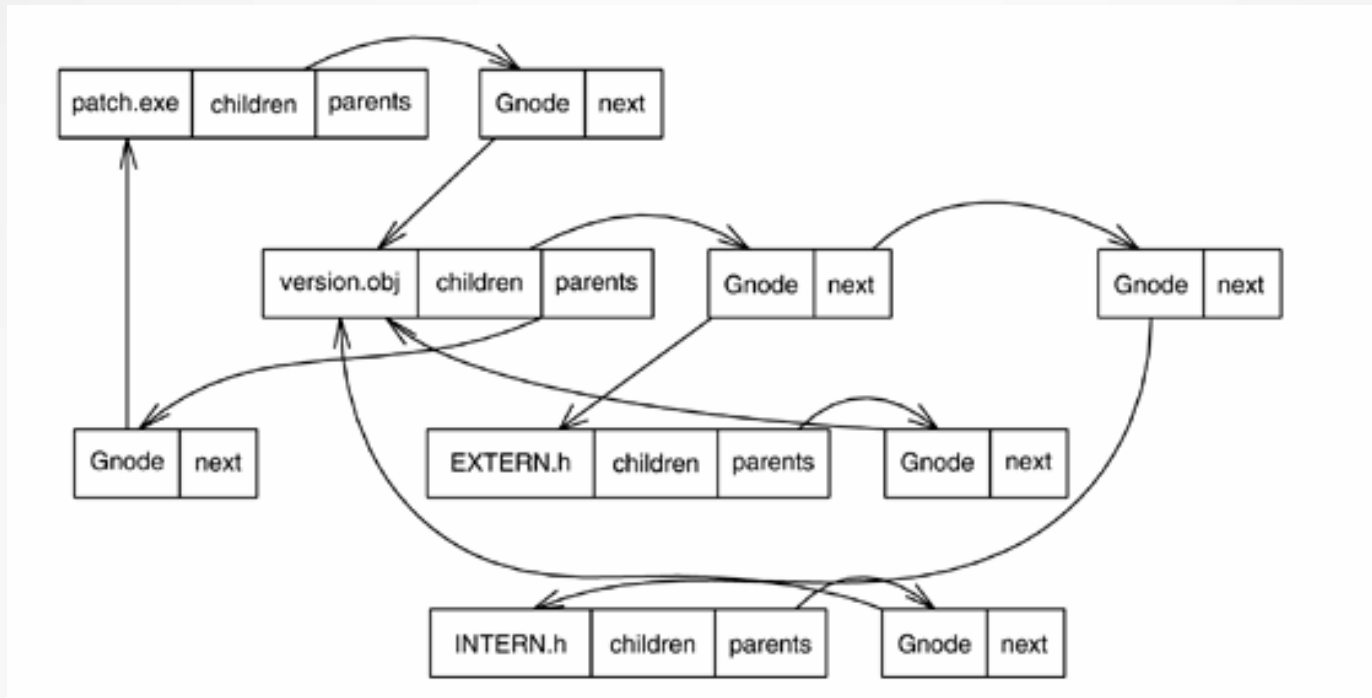 patch.exe children parents Gnode next
version.obj children parents Gnode next Gnode next
Gnode next EXTERN.h children parents Gnode next
INTERN.h children parents Gnode next